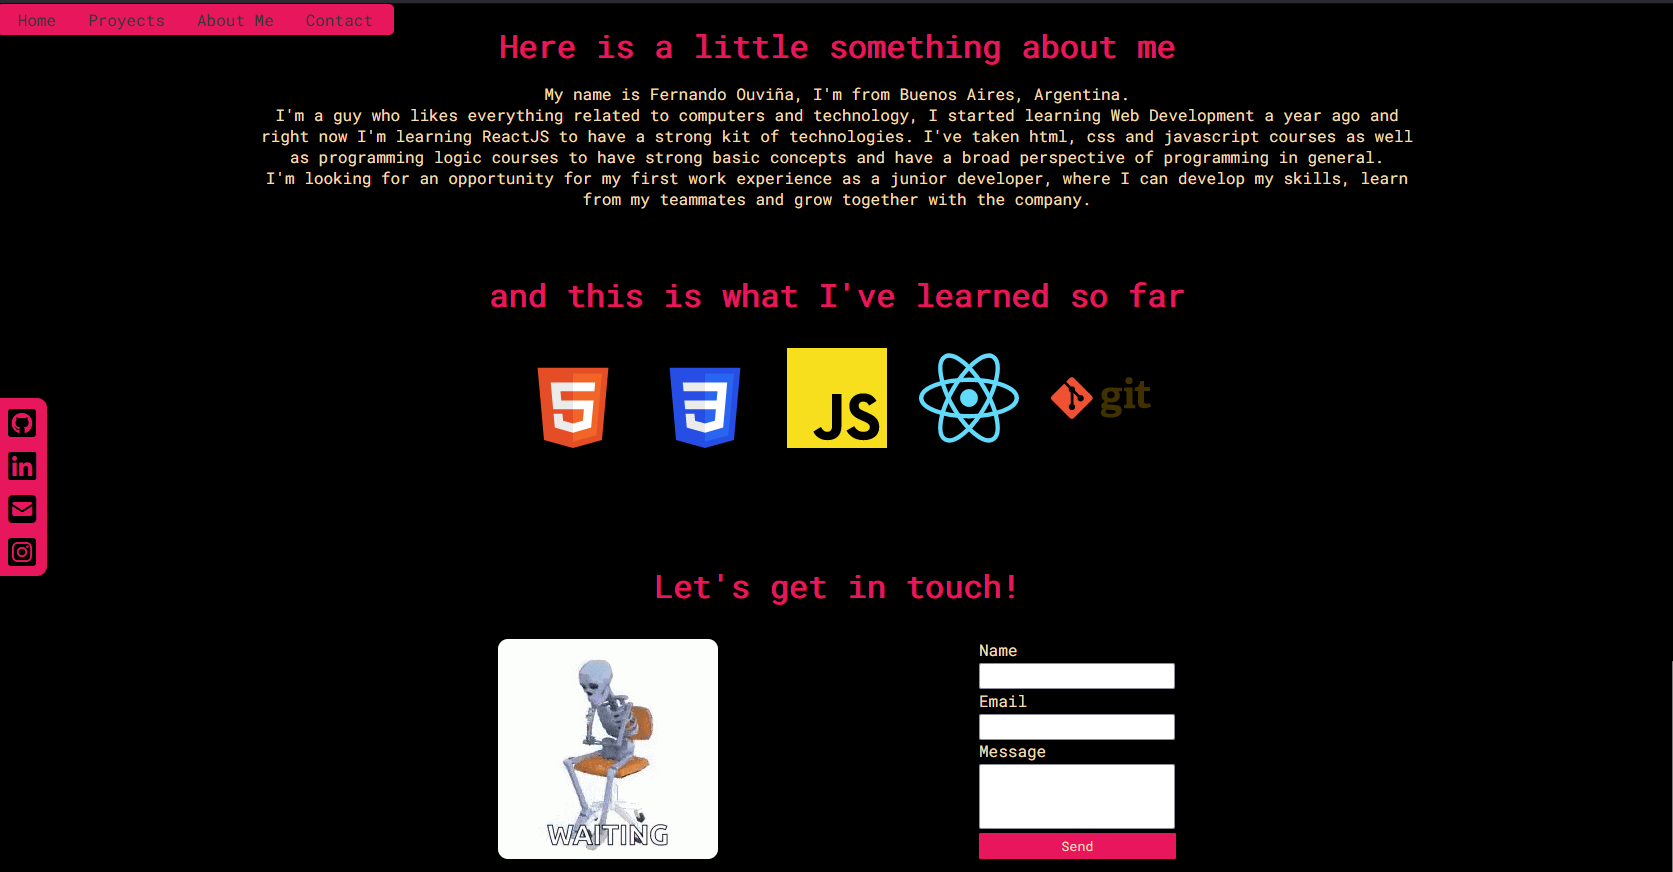 Home Proyects About Me Contact
Here is a little something about me
My name is Fernando Ouviña, I'm from Buenos Aires, Argentina.
I'm a guy who likes everything related to computers and technology, I started learning Web Development a year ago and
right now I'm learning ReactJS to have a strong kit of technologies. I've taken html, css and javascript courses as well
as programming logic courses to have strong basic concepts and have a broad perspective of programming in general.
I'm looking for an opportunity for my first work experience as a junior developer, where I can develop my skills, learn
from my teammates and grow together with the company.
and this is what I've learned so far
5 3 JS git
in
Let's get in touch!
Name
Email
Message
WAITING
Send